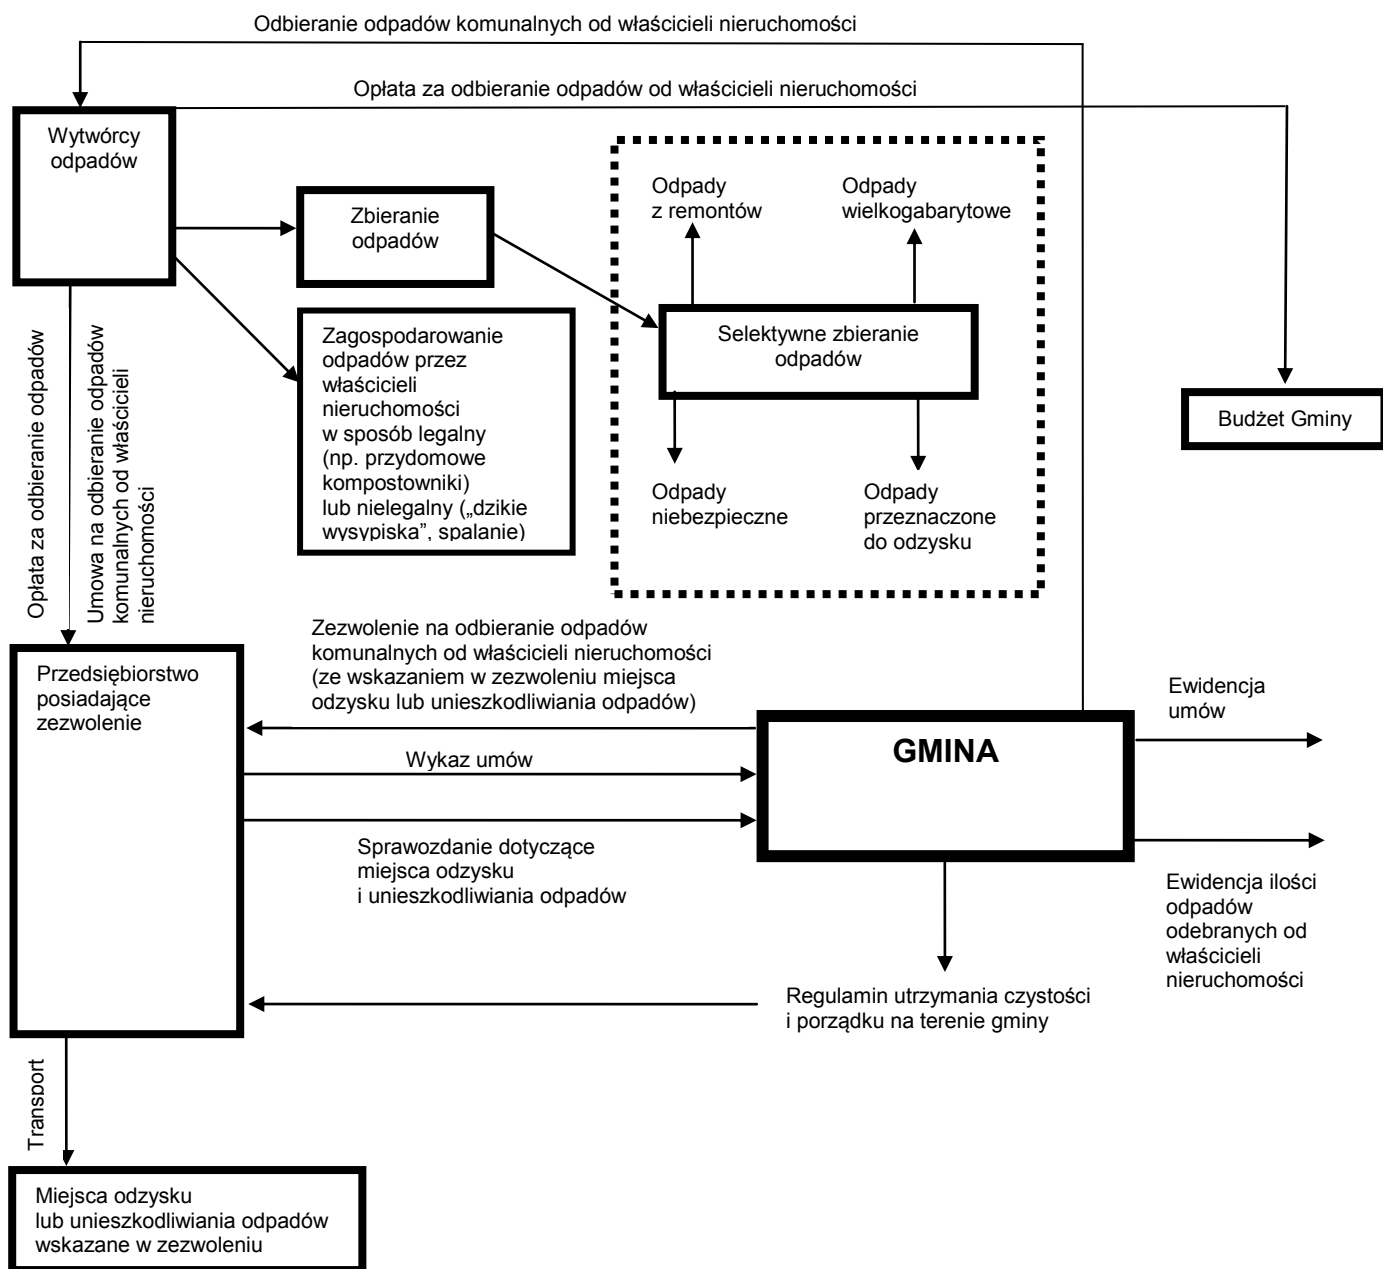 Odbieranie odpadów komunalnych od właścicieli nieruchomości
Opłata za odbieranie odpadów od właścicieli nieruchomości
Wytwórcy
odpadów
Zbieranie
odpadów
Odpady
z remontów
Odpady
wielkogabarytowe
Selektywne zbieranie
odpadów
Odpady
niebezpieczne
Odpady
przeznaczone
do odzysku
Budżet Gminy
Zagospodarowanie
odpadów przez
właścicieli
nieruchomości
w sposób legalny
(np. przydomowe
kompostowniki)
lub nielegalny („dzikie
wysypiska”, spalanie)
Opłata za odbieranie odpadów
Umowa na odbieranie odpadów
komunalnych od właścicieli
nieruchomości
Przedsiębiorstwo
posiadające
zezwolenie
Zezwolenie na odbieranie odpadów
komunalnych od właścicieli nieruchomości
(ze wskazaniem w zezwoleniu miejsca
odzysku lub unieszkodliwiania odpadów)
Wykaz umów
Sprawozdanie dotyczące
miejsca odzysku
i unieszkodliwiania odpadów
GMINA
Ewidencja
umów
Ewidencja ilości
odpadów
odebranych od
właścicieli
nieruchomości
Regulamin utrzymania czystości
i porządku na terenie gminy
Transport
Miejsca odzysku
lub unieszkodliwiania odpadów
wskazane w zezwoleniu